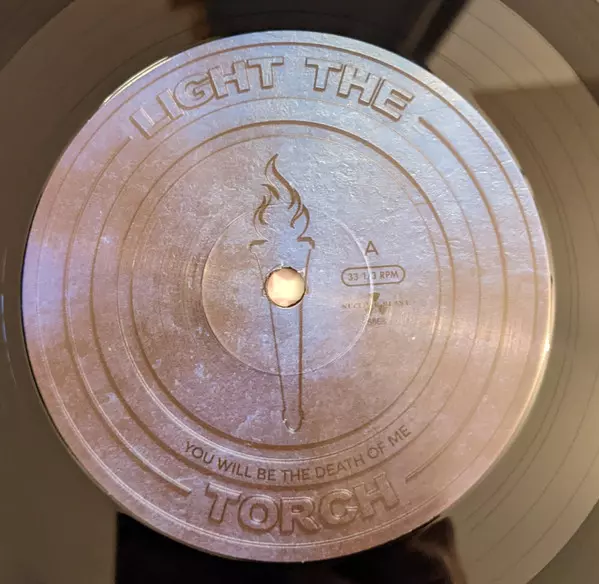 LIGHT THE
A
33 1/3 RPM
YOU WILL BE THE DEATH OF ME
TORCH